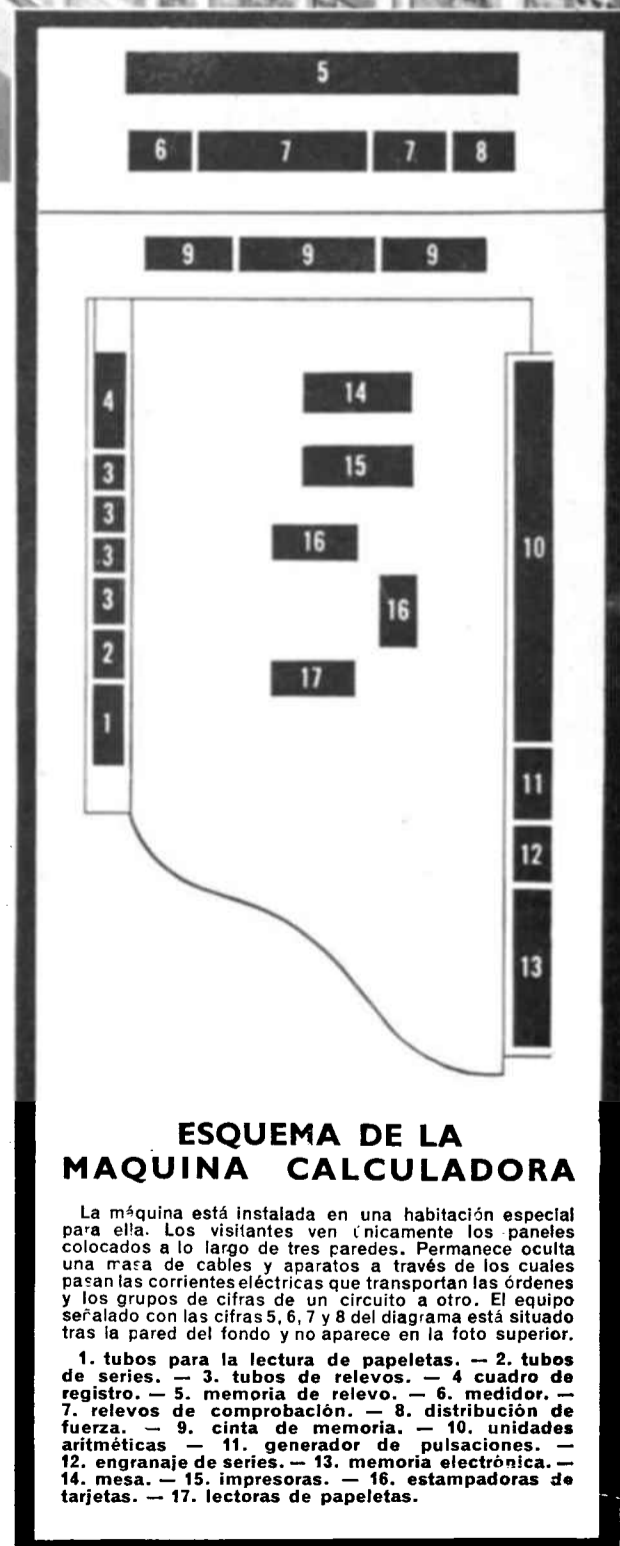 5
6 7 7 8
9 9 9
4
14
3
15
3
16
10
3
3
16
2
17
1
11
12
13
ESQUEMA DE LA
MAQUINA CALCULADORA
La máquina está instalada en una habitación especial
para ella. Los visitantes ven únicamente los paneles
colocados a lo largo de tres paredes. Permanece oculta
una masa de cables y aparatos a través de los cuales
pasan las corrientes eléctricas que transportan las órdenes
y los grupos de cifras de un circuito a otro. El equipo
señalado con las cifras 5, 6, 7 y 8 del diagrama está situado
tras la pared del fondo y no aparece en la foto superior.
1. tubos para la lectura de papeletas. — 2. tubos
de series. — 3. tubos de relevos. — 4 cuadro de
registro. — 5. memoria de relevo. — 6. medidor. —
7. relevos de comprobación. — 8. distribución de
fuerza. — 9. cinta de memoria. — 10. unidades
aritméticas — 11. generador de pulsaciones. —
12. engranaje de series. — 13. memoria electrónica. —
14. mesa. — 15. impresoras. — 16. estampadoras de
tarjetas. — 17. lectoras de papeletas.